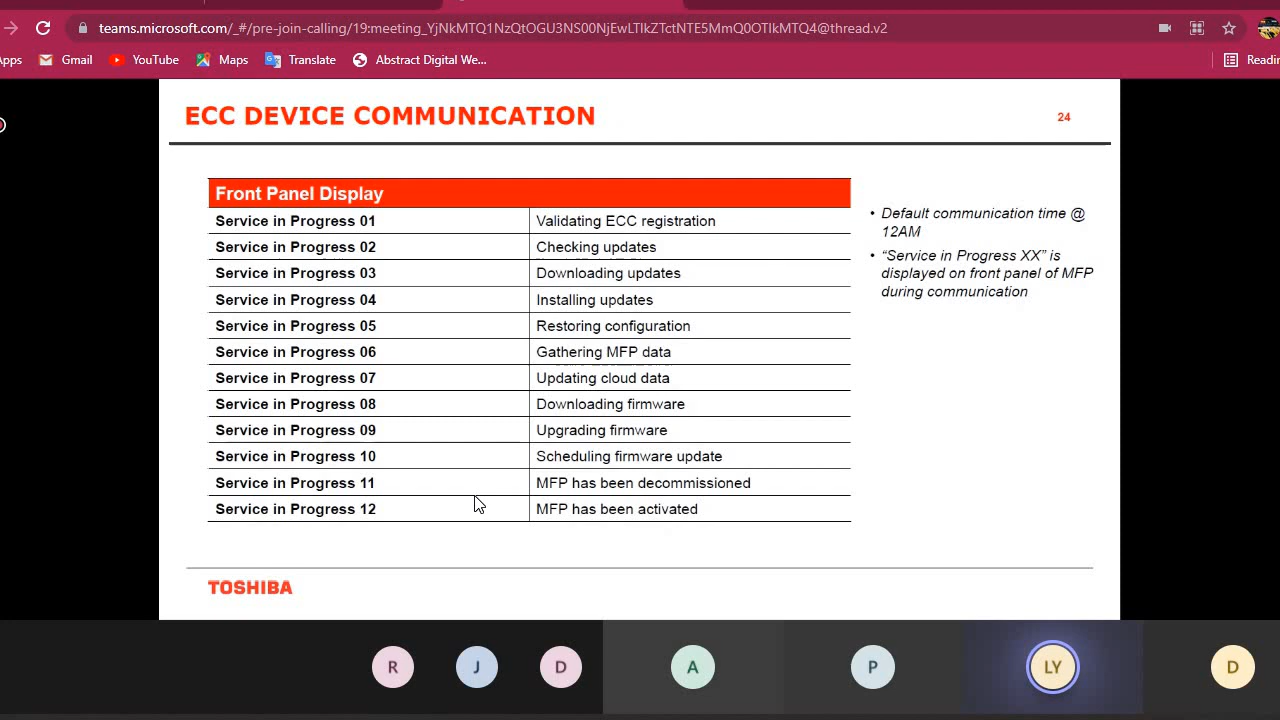 teams.microsoft.com/_#/pre-join-calling/19:meeting_YjNkMTQ1NzQtOGU3NS00NjEwLTlkZTctNTE5MmQ0OTlkMTQ4@thread.v2
Apps Gmail YouTube Maps Translate Abstract Digital We...
ECC DEVICE COMMUNICATION
24
Front Panel Display
Service in Progress 01 Validating ECC registration
Service in Progress 02 Checking updates
Service in Progress 03 Downloading updates
Service in Progress 04 Installing updates
Service in Progress 05 Restoring configuration
Service in Progress 06 Gathering MFP data
Service in Progress 07 Updating cloud data
Service in Progress 08 Downloading firmware
Service in Progress 09 Upgrading firmware
Service in Progress 10 Scheduling firmware update
Service in Progress 11 MFP has been decommissioned
Service in Progress 12 MFP has been activated
• Default communication time @
12AM
• “Service in Progress XX” is
displayed on front panel of MFP
during communication
TOSHIBA
R J D A P LY D